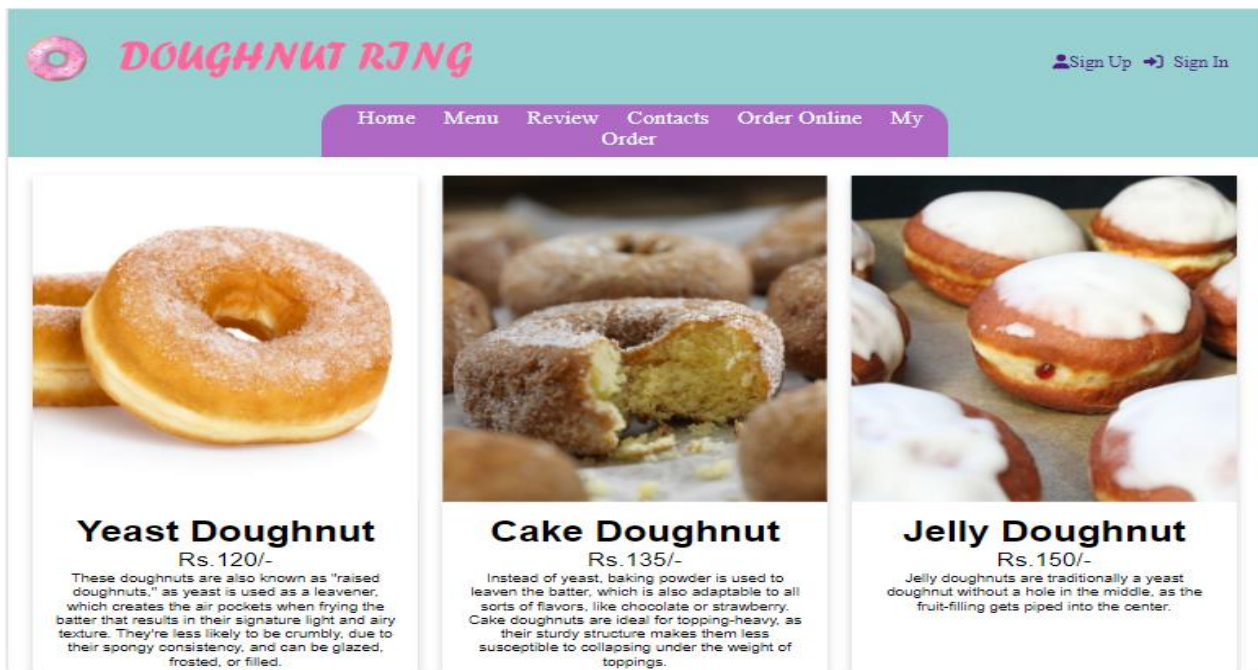 DOUGHNUT RING
Sign Up Sign In
Home Menu Review Contacts Order Online My
Order
Yeast Doughnut
Rs.120/-
These doughnuts are also known as "raised
doughnuts," as yeast is used as a leavener,
which creates the air pockets when frying the
batter that results in their signature light and airy
texture. They're less likely to be crumbly, due to
their spongy consistency, and can be glazed,
frosted, or filled.
Cake Doughnut
Rs.135/-
Instead of yeast, baking powder is used to
leaven the batter, which is also adaptable to all
sorts of flavors, like chocolate or strawberry.
Cake doughnuts are ideal for topping-heavy, as
their sturdy structure makes them less
susceptible to collapsing under the weight of
toppings.
Jelly Doughnut
Rs.150/-
Jelly doughnuts are traditionally a yeast
doughnut without a hole in the middle, as the
fruit-filling gets piped into the center.